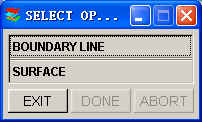 SELECT OP...
BOUNDARY LINE
SURFACE
EXIT DONE ABORT